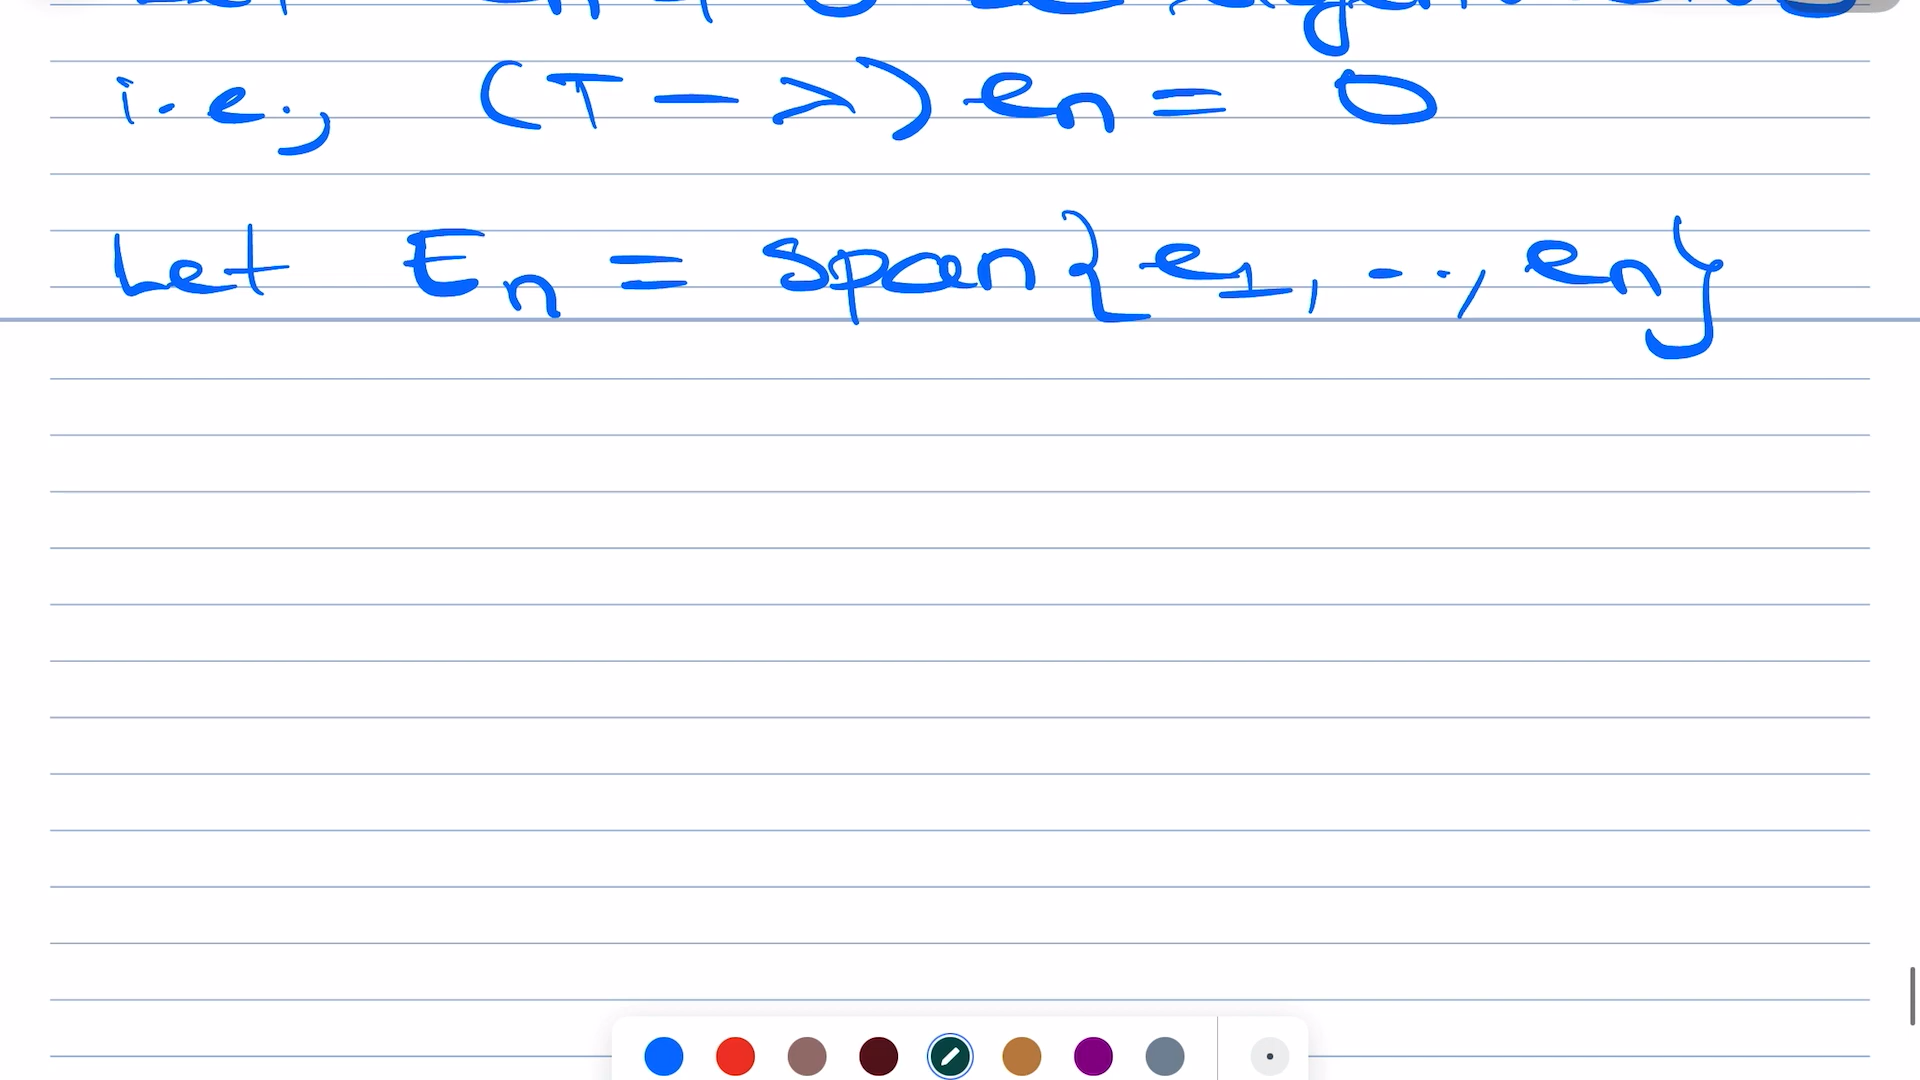 i.e., (T - λ) en = 0
Let En = span{e1, -.., en}